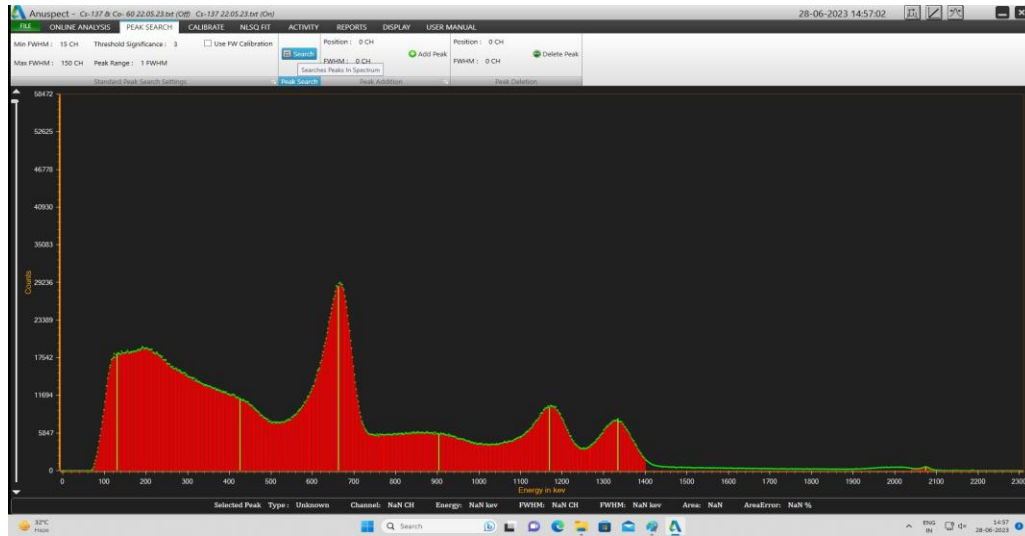 Anuspect - Cs-137 & Co- 60 22.05.23.txt (Off) Cs-137 22.05.23.txt (On) 28-06-2023 14:57:02
FILE ONLINE ANALYSIS PEAK SEARCH CALIBRATE NLSQ FIT ACTIVITY REPORTS DISPLAY USER MANUAL
Min FWHM : 15 CH Threshold Significance : 3 Use FW Calibration Search Position : 0 CH Add Peak Position : 0 CH Delete Peak
Max FWHM : 150 CH Peak Range : 1 FWHM FWHM : 0 CH FWHM : 0 CH
Searches Peaks In Spectrum
Standard Peak Search Settings Peak Search Peak Addition Peak Deletion
58472
52625
46778
40930
35083
29236
23389
17542
11694
5847
0
Counts
0 100 200 300 400 500 600 700 800 900 1000 1100 1200 1300 1400 1500 1600 1700 1800 1900 2000 2100 2200 2300
Energy in kev
Selected Peak Type : Unknown Channel: NaN CH Energy: NaN kev FWHM: NaN CH FWHM: NaN kev Area: NaN AreaError: NaN %
32°C
Haze
Search
ENG
IN
14:57
28-06-2023